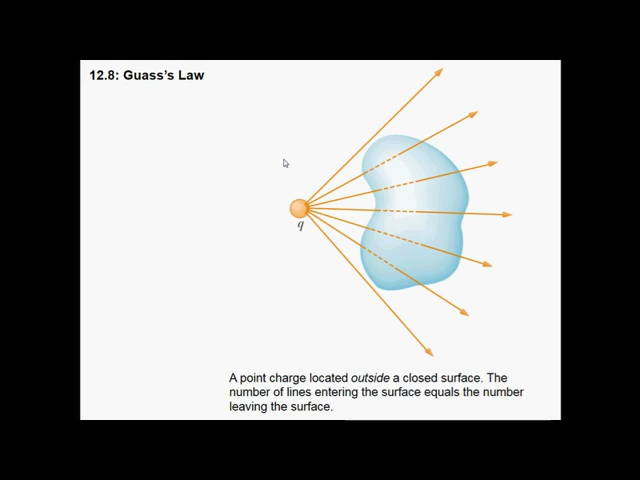 12.8: Guass's Law
q
A point charge located outside a closed surface. The
number of lines entering the surface equals the number
leaving the surface.